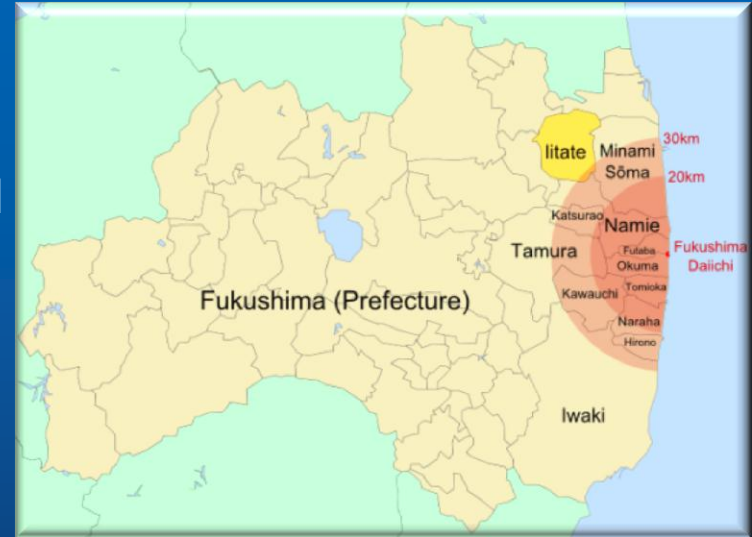 Iitate
Minami
Sōma
30km
20km
Katsurao
Namie
Tamura
Futaba
Fukushima
Daiichi
Okuma
Kawauchi
Tomioka
Fukushima (Prefecture)
Naraha
Hirono
Iwaki